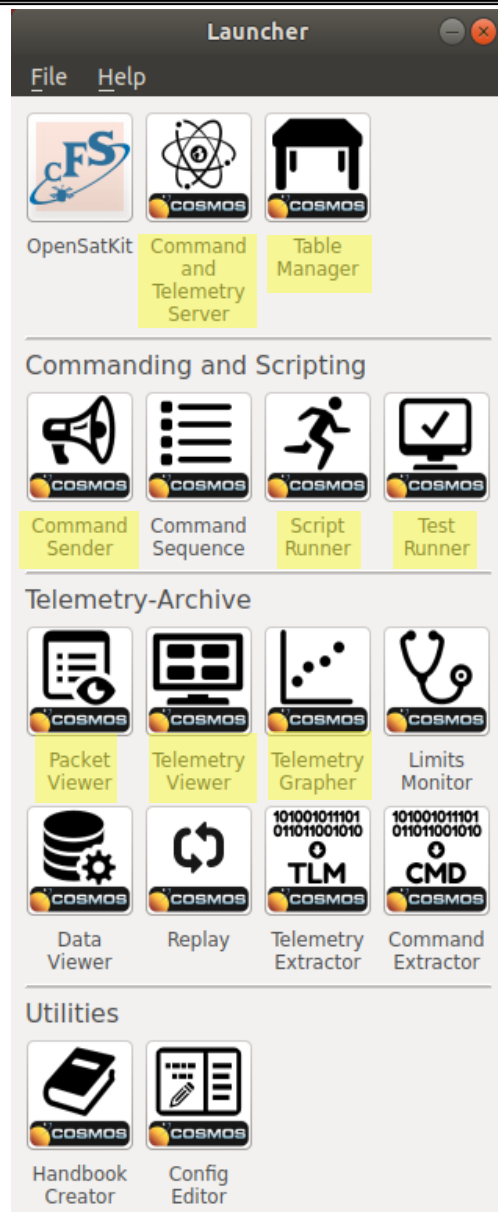 Launcher
File Help
cFS
COSMOS
COSMOS
OpenSatKit
Command
and
Telemetry
Server
Table
Manager
Commanding and Scripting
COSMOS
COSMOS
COSMOS
COSMOS
Command
Sender
Command
Sequence
Script
Runner
Test
Runner
Telemetry-Archive
COSMOS
COSMOS
COSMOS
COSMOS
Packet
Viewer
Telemetry
Viewer
Telemetry
Grapher
Limits
Monitor
COSMOS
COSMOS
101001011101
011011001010
TLM
COSMOS
101001011101
011011001010
CMD
COSMOS
Data
Viewer
Replay
Telemetry
Extractor
Command
Extractor
Utilities
COSMOS
COSMOS
Handbook
Creator
Config
Editor